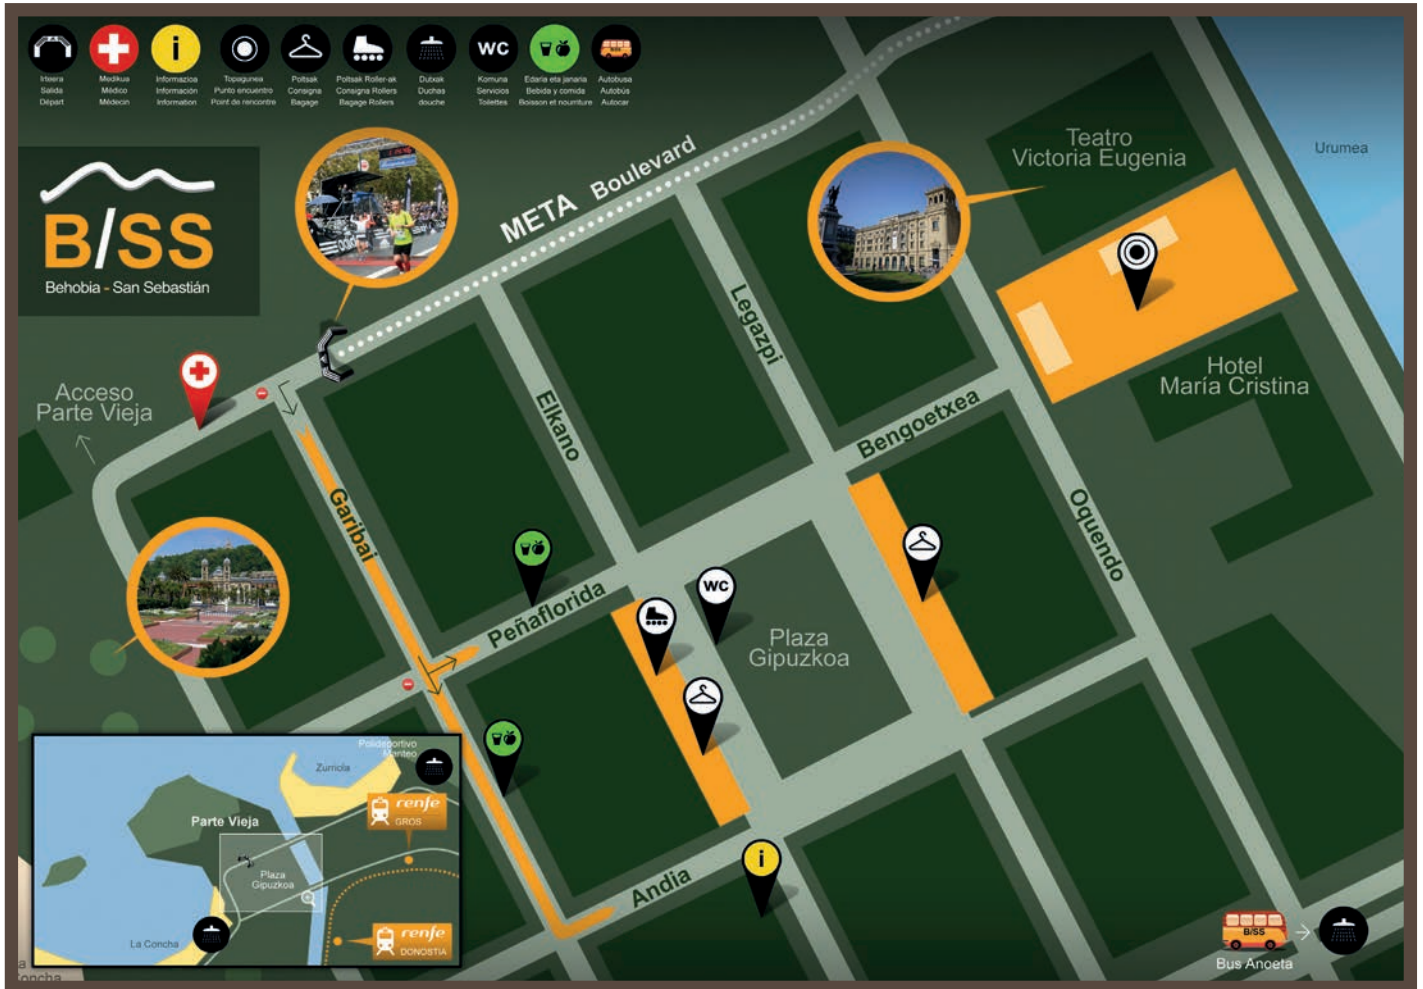 Irteera
Salida
Départ
Medikua
Médico
Médecin
Informazioa
Información
Information
Topagunea
Punto encuentro
Point de rencontre
Poltsak
Consigna
Bagage
Poltsak Roller-ak
Consigna Rollers
Bagage Rollers
Dutxak
Duchas
douche
WC
Komuna
Servicios
Toilettes
Edaria eta janaria
Bebida y comida
Boisson et nourriture
Autobusa
Autobús
Autocar
B/SS
Behobia - San Sebastián
META Boulevard
Teatro
Victoria Eugenia
Urumea
Hotel
María Cristina
Acceso
Parte Vieja
Garibai
Elkano
Legazpi
Bengoetxea
Oquendo
Peñaflorida
WC
Plaza
Gipuzkoa
Andia
i
Polideportivo
Manteo
Zurriola
renfe
GROS
Parte Vieja
Plaza
Gipuzkoa
La Concha
renfe
DONOSTIA
Concha
B/SS
Bus Anoeta